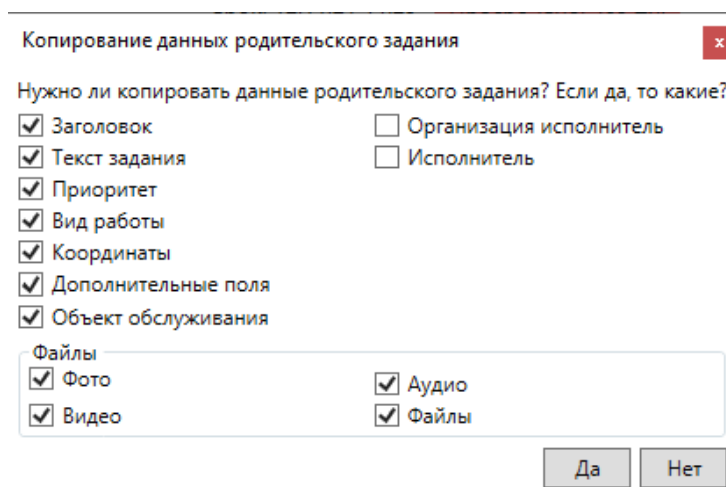 Копирование данных родительского задания
x
Нужно ли копировать данные родительского задания? Если да, то какие?
Заголовок Организация исполнитель
Текст задания Исполнитель
Приоритет
Вид работы
Координаты
Дополнительные поля
Объект обслуживания
Файлы
Фото Аудио
Видео Файлы
Да Нет